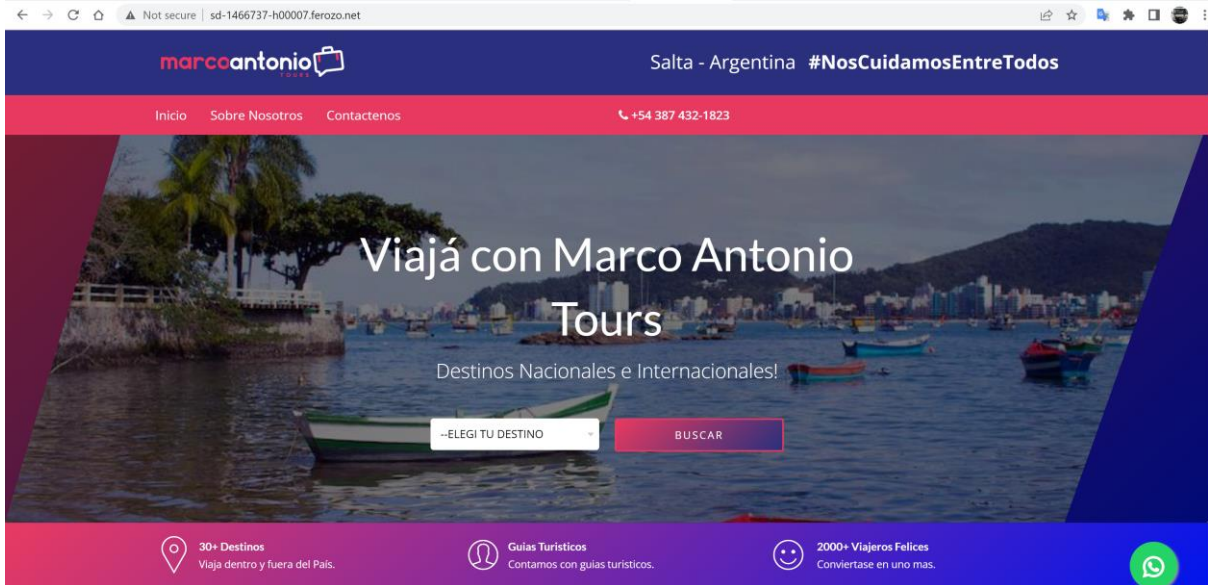 Not secure | sd-1466737-h00007.ferozo.net
marcoantonio
TOURS
Salta - Argentina #NosCuidamosEntreTodos
Inicio Sobre Nosotros Contactenos +54 387 432-1823
Viajá con Marco Antonio
Tours
Destinos Nacionales e Internacionales!
--ELEGI TU DESTINO BUSCAR
30+ Destinos
Viaja dentro y fuera del País.
Guias Turisticos
Contamos con guias turisticos.
2000+ Viajeros Felices
Conviertase en uno mas.